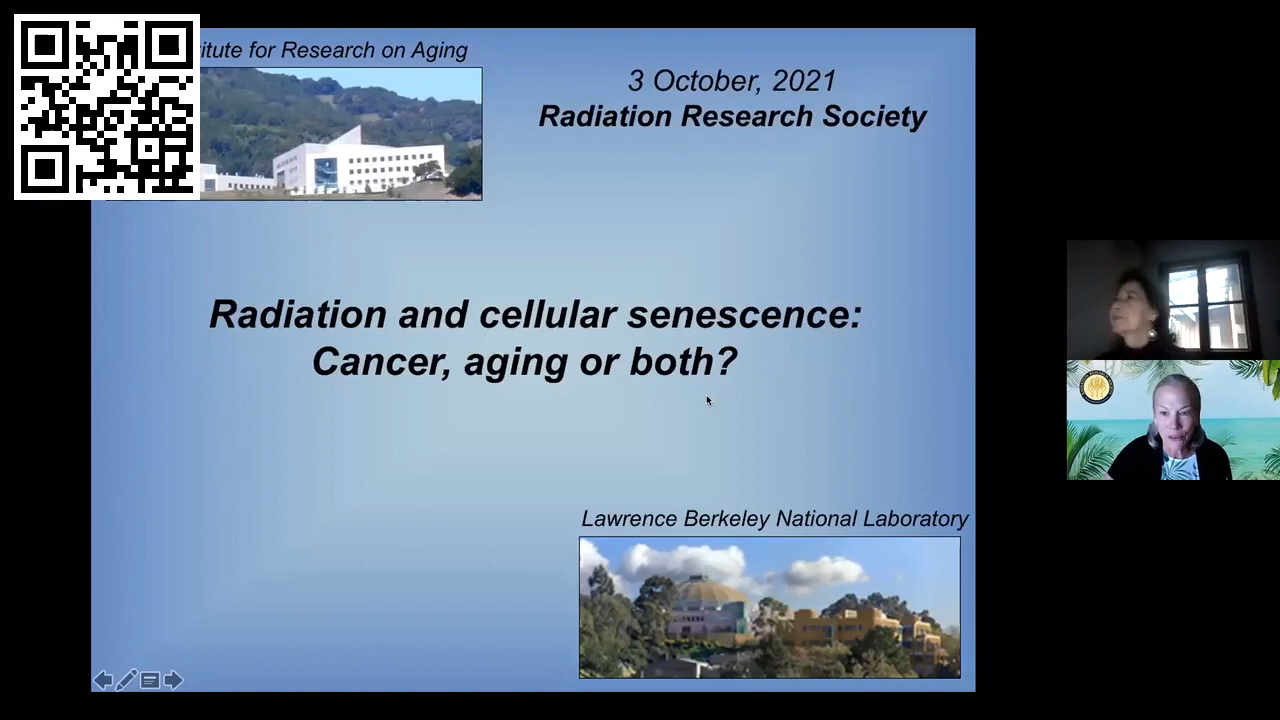 itute for Research on Aging
3 October, 2021
Radiation Research Society
Radiation and cellular senescence:
Cancer, aging or both?
Lawrence Berkeley National Laboratory